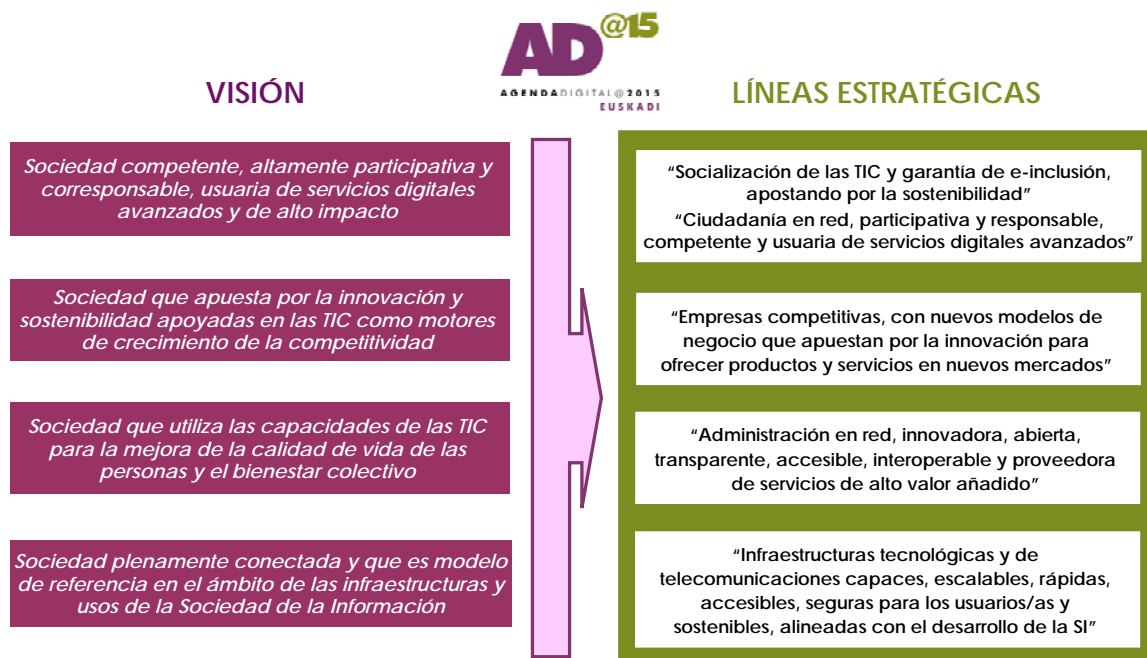 AD@15
AGENDADIGITAL@2015
EUSKADI
VISIÓN
Sociedad competente, altamente participativa y
corresponsable, usuaria de servicios digitales
avanzados y de alto impacto
Sociedad que apuesta por la innovación y
sostenibilidad apoyadas en las TIC como motores
de crecimiento de la competitividad
Sociedad que utiliza las capacidades de las TIC
para la mejora de la calidad de vida de las
personas y el bienestar colectivo
Sociedad plenamente conectada y que es modelo
de referencia en el ámbito de las infraestructuras y
usos de la Sociedad de la Información
LÍNEAS ESTRATÉGICAS
“Socialización de las TIC y garantía de e-inclusión,
apostando por la sostenibilidad”
“Ciudadanía en red, participativa y responsable,
competente y usuaria de servicios digitales avanzados”
“Empresas competitivas, con nuevos modelos de
negocio que apuestan por la innovación para
ofrecer productos y servicios en nuevos mercados”
“Administración en red, innovadora, abierta,
transparente, accesible, interoperable y proveedora
de servicios de alto valor añadido”
“Infraestructuras tecnológicas y de
telecomunicaciones capaces, escalables, rápidas,
accesibles, seguras para los usuarios/as y
sostenibles, alineadas con el desarrollo de la SI”